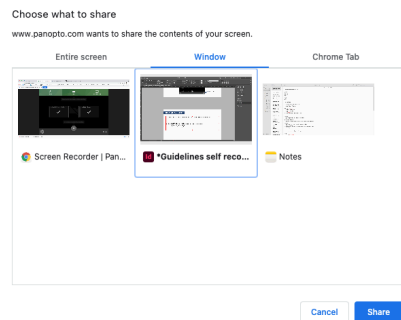 Choose what to share
www.panopto.com wants to share the contents of your screen.
Entire screen
Window
Chrome Tab
Screen Recorder | Pan...
Id *Guidelines self reco...
Notes
Cancel
Share